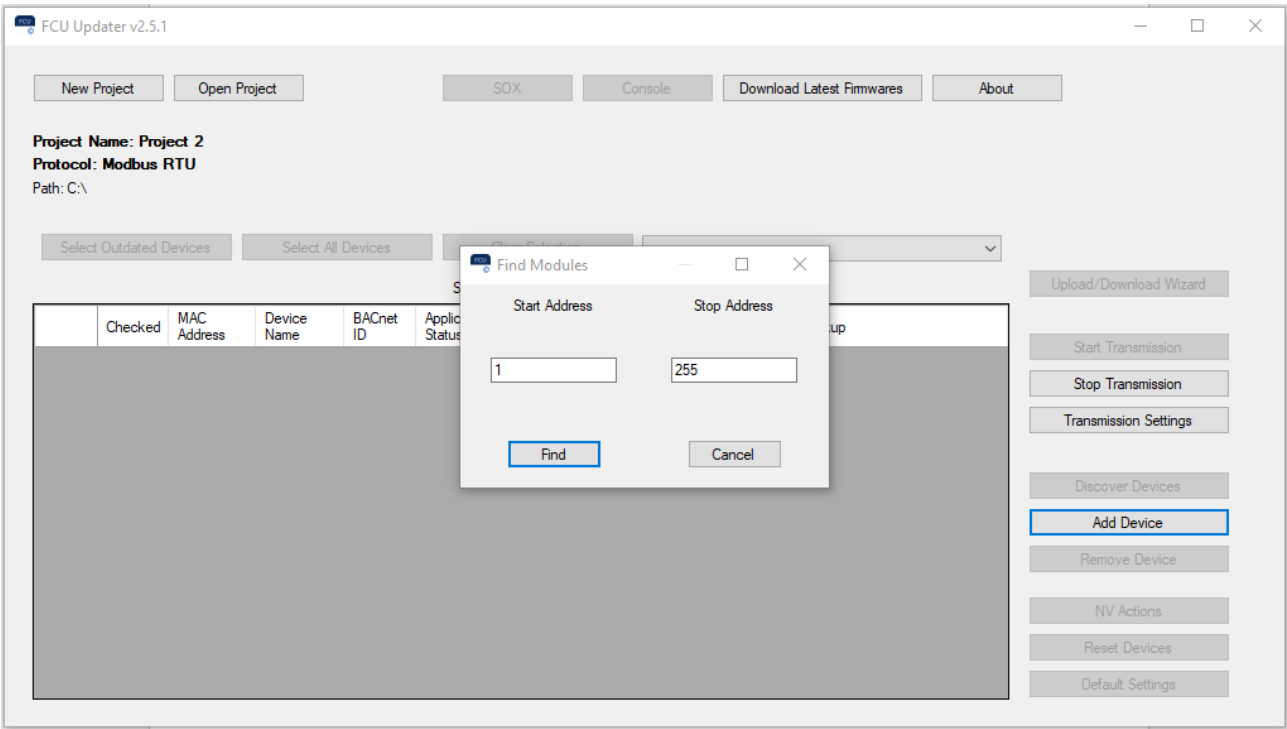 FCU Updater v2.5.1
New Project Open Project SOX Console Download Latest Firmwares About
Project Name: Project 2
Protocol: Modbus RTU
Path: C:\
Select Outdated Devices Select All Devices
Find Modules
Start Address Stop Address
1 255
Find Cancel
Checked MAC Address Device Name BACnet ID
Upload/Download Wizard
Start Transmission
Stop Transmission
Transmission Settings
Discover Devices
Add Device
Remove Device
NV Actions
Reset Devices
Default Settings